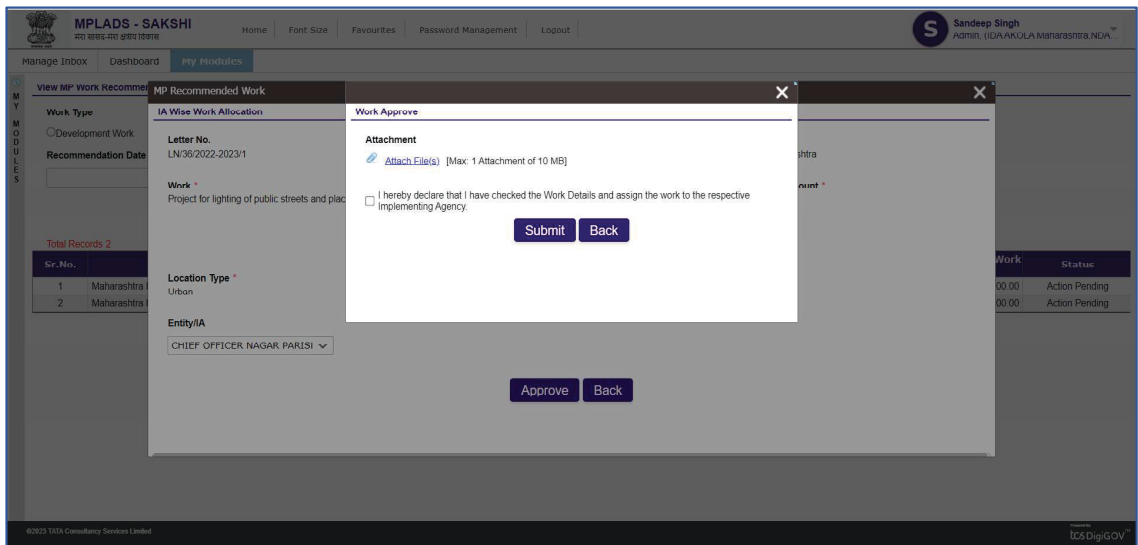 MPLADS - SAKSHI
मेरा सासद-मेरा क्षेत्रीय विकास
Home
Font Size
Favourites
Password Management
Logout
S
Sandeep Singh
Admin, (IDA AKOLA Maharashtra,NDA...
Manage Inbox
Dashboard
My Modules
MY MODULES
View MP Work Recommen
Work Type
Development Work
Recommendation Date
MP Recommended Work
X
IA Wise Work Allocation
Letter No.
LN/36/2022-2023/1
shtra
Work *
Project for lighting of public streets and plac
ount *
Location Type *
Urban
Entity/IA
CHIEF OFFICER NAGAR PARISI
Approve
Back
X
Work Approve
Attachment
Attach File(s) [Max: 1 Attachment of 10 MB]
I hereby declare that I have checked the Work Details and assign the work to the respective
Implementing Agency.
Submit
Back
Total Records 2
Sr.No.
Work
Status
1 Maharashtra
00.00 Action Pending
2 Maharashtra
00.00 Action Pending
©2023 TATA Consultancy Services Limited
Powered By
tcs DigiGOV™